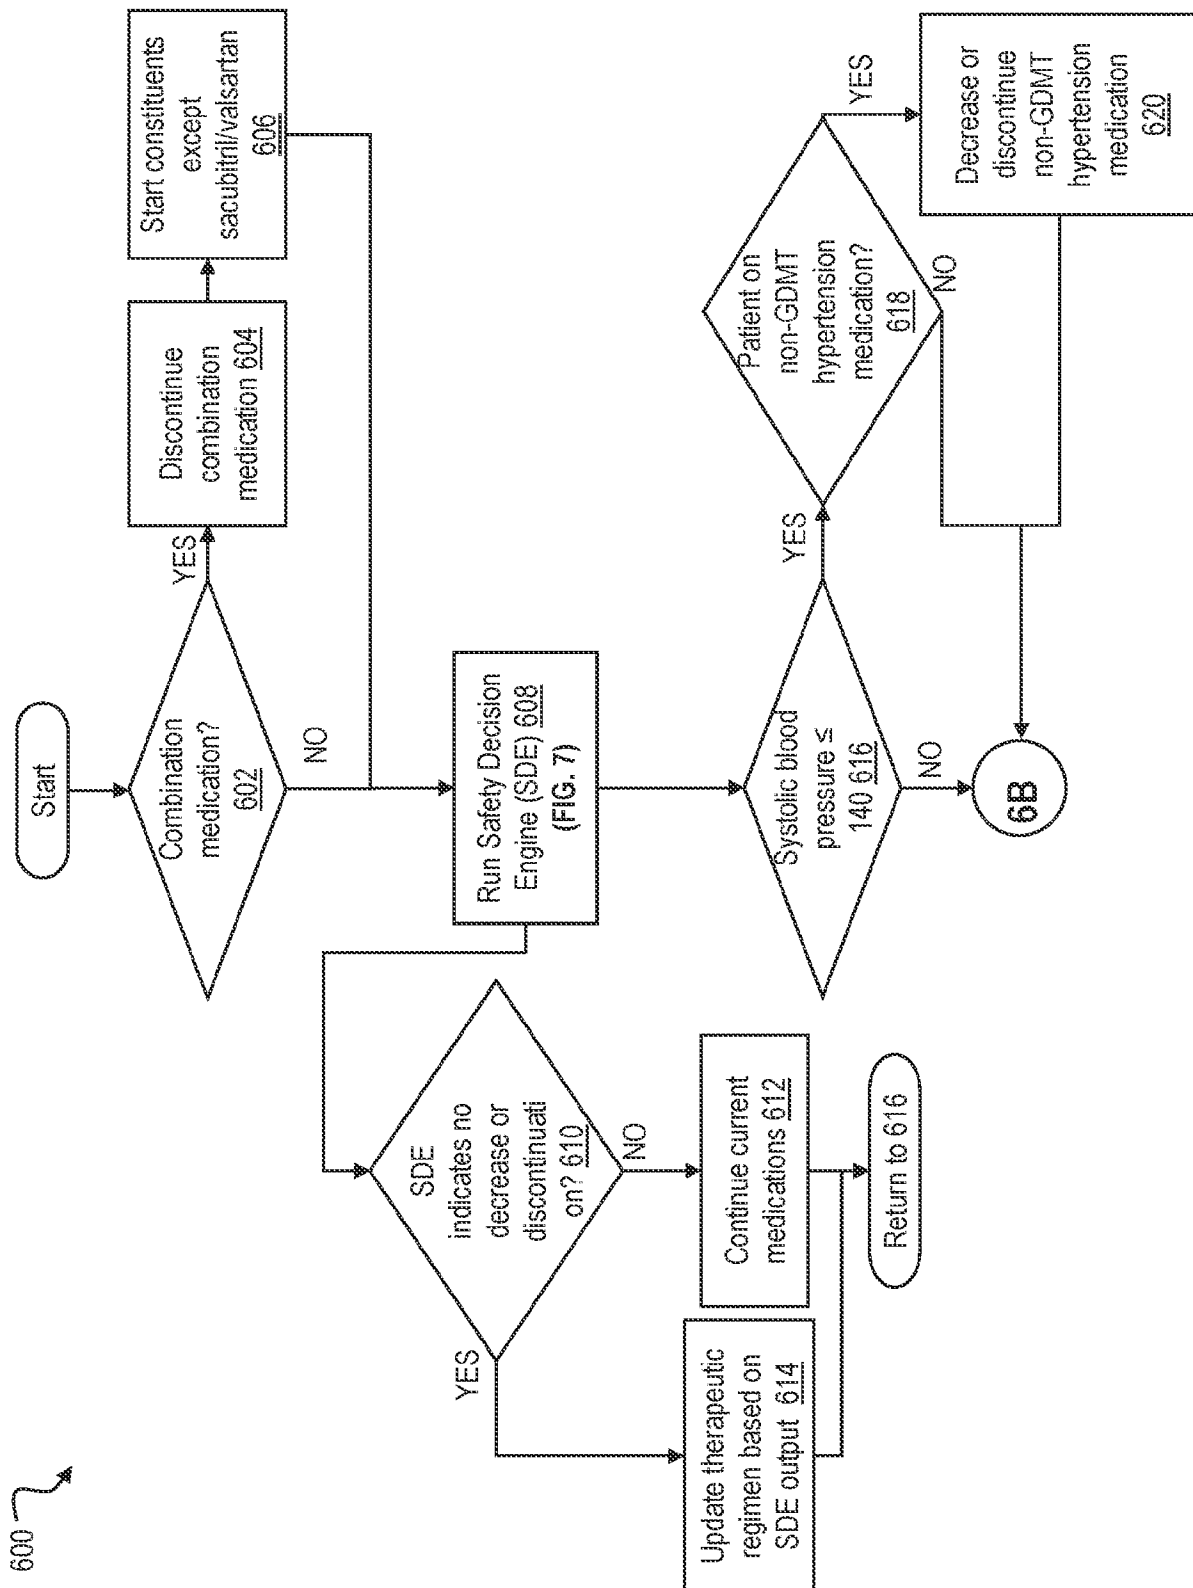 600
Start
Combination
medication?
602
YES
NO
Discontinue
combination
medication 604
Start constituents
except
sacubitril/valsartan
606
Run Safety Decision
Engine (SDE) 608
(FIG. 7)
SDE
indicates no
decrease or
discontinuati
on? 610
YES
NO
Update therapeutic
regimen based on
SDE output 614
Continue current
medications 612
Return to 616
Systolic blood
pressure ≤
140 616
YES
NO
Patient on
non-GDMT
hypertension
medication?
618
YES
NO
Decrease or
discontinue
non-GDMT
hypertension
medication
620
6B